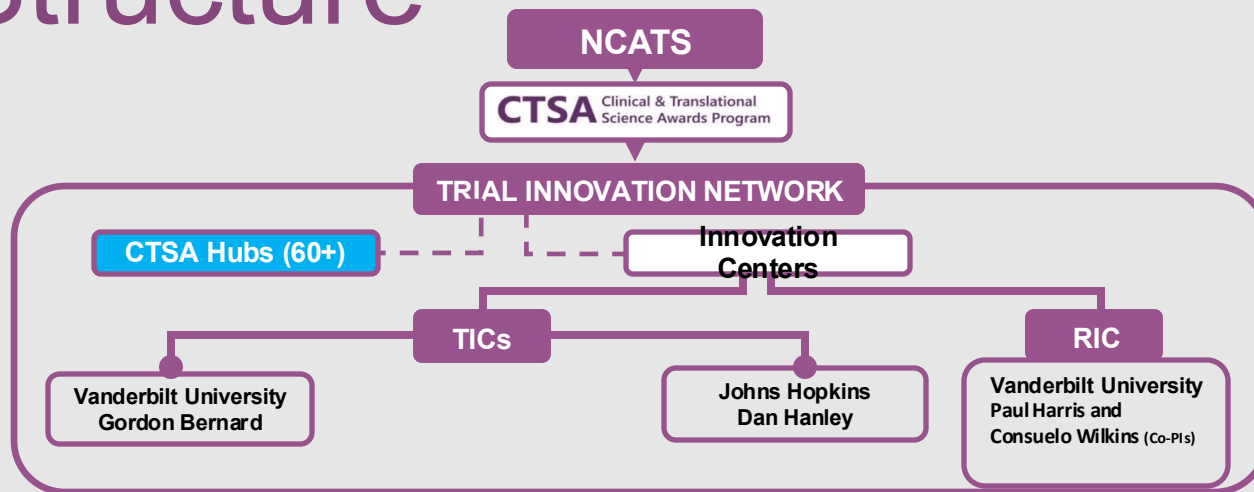 Structure
NCATS
CTSA Clinical & Translational
Science Awards Program
TRIAL INNOVATION NETWORK
CTSA Hubs (60+)
Innovation
Centers
TICs
RIC
Vanderbilt University
Gordon Bernard
Johns Hopkins
Dan Hanley
Vanderbilt University
Paul Harris and
Consuelo Wilkins (Co-PIs)